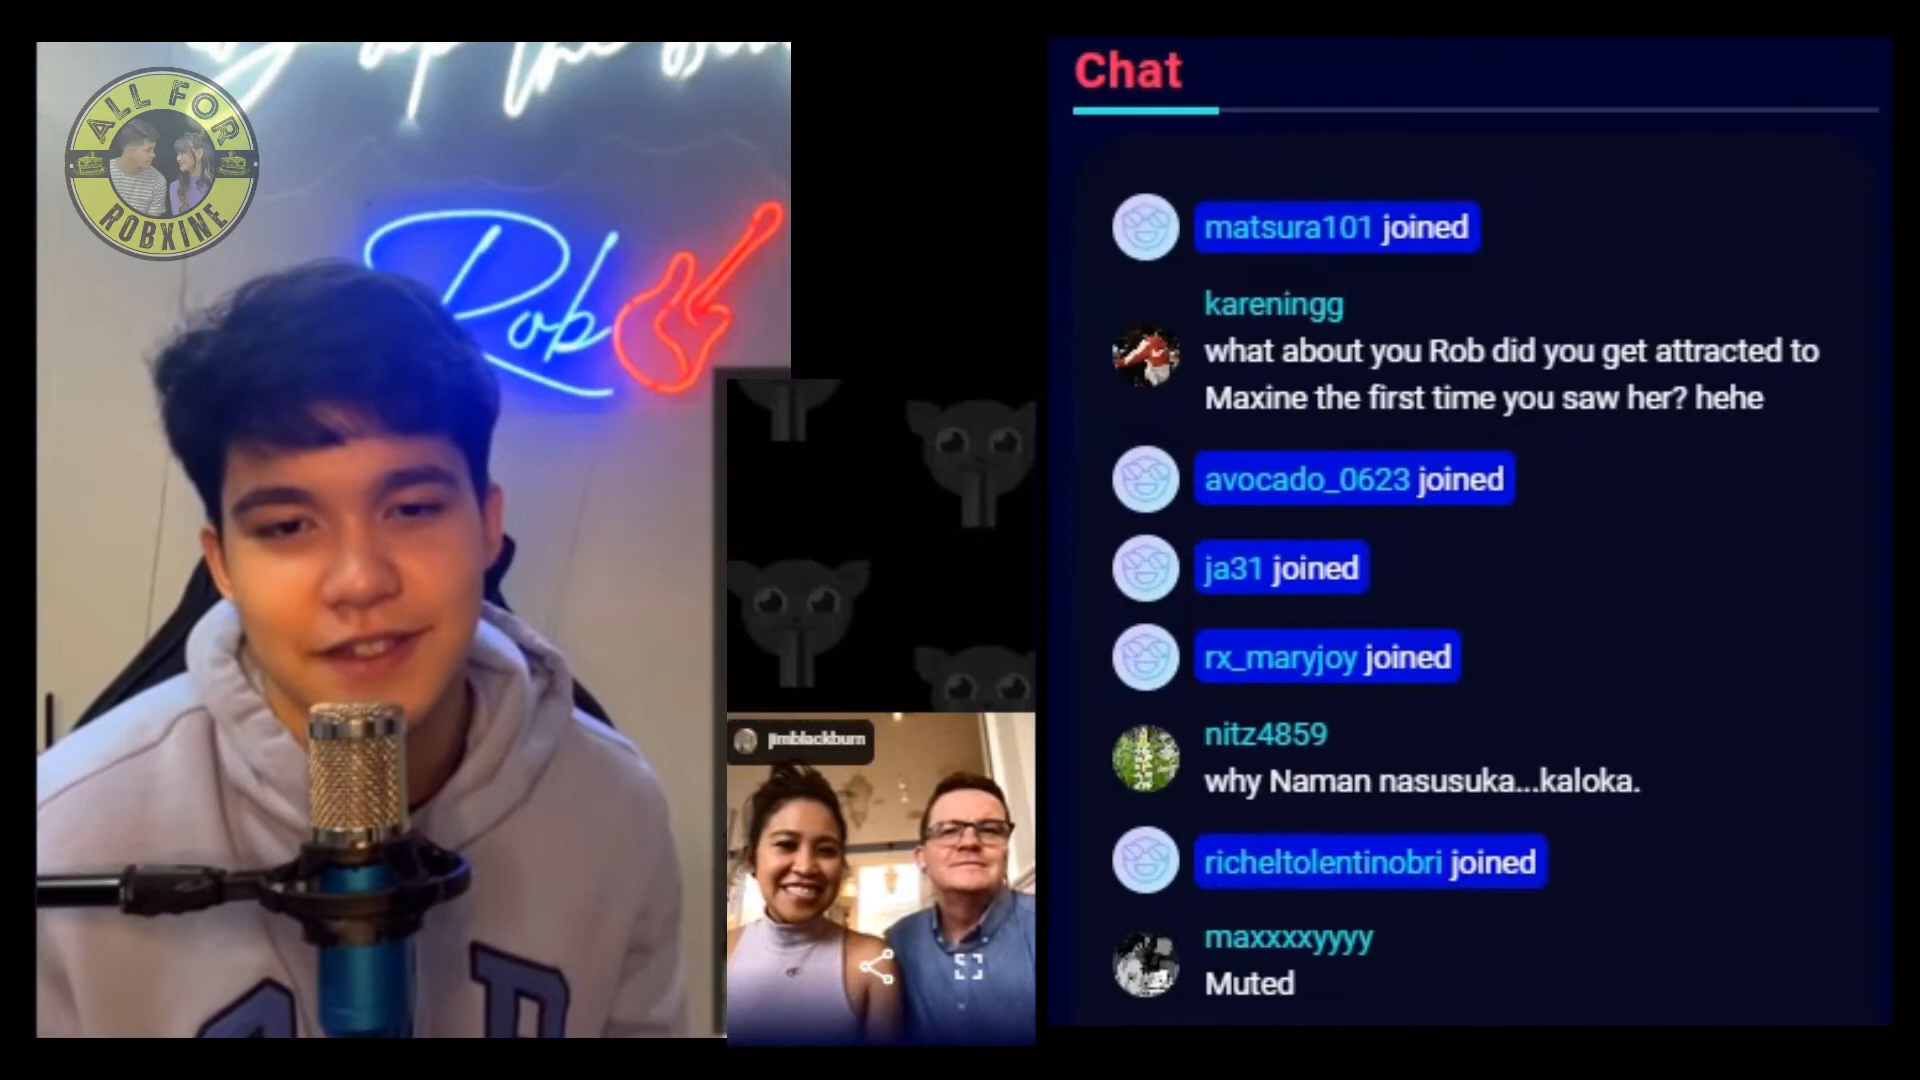 ALL FOR
ROBXINE
Rob
jimblackburn
Chat
matsura101 joined
kareningg
what about you Rob did you get attracted to
Maxine the first time you saw her? hehe
avocado_0623 joined
ja31 joined
rx_maryjoy joined
nitz4859
why Naman nasusuka...kaloka.
richeltolentinobri joined
maxxxxyyyy
Muted